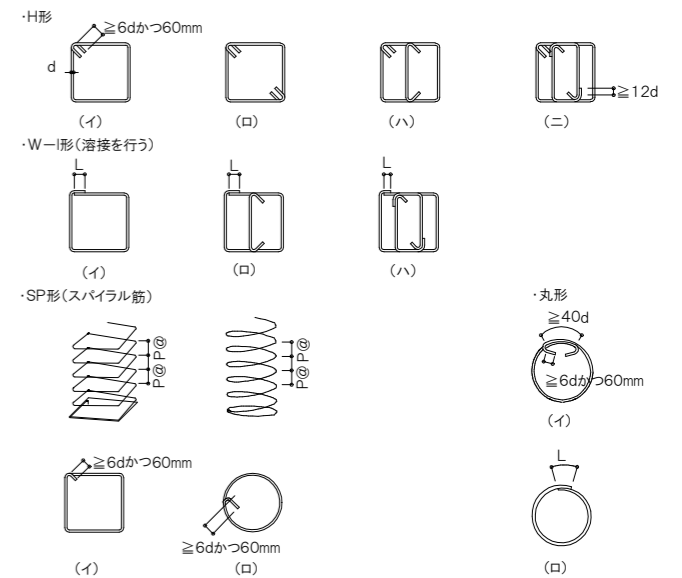 ・H形
≧6dかつ60mm
d
≧12d
(イ)
(ロ)
(ハ)
(ニ)
・W－I形(溶接を行う)
L
L
L
(イ)
(ロ)
(ハ)
・SP形(スパイラル筋)
・丸形
P@
P@
P@
P@
≧40d
≧6dかつ60mm
(イ)
≧6dかつ60mm
≧6dかつ60mm
L
(イ)
(ロ)
(ロ)